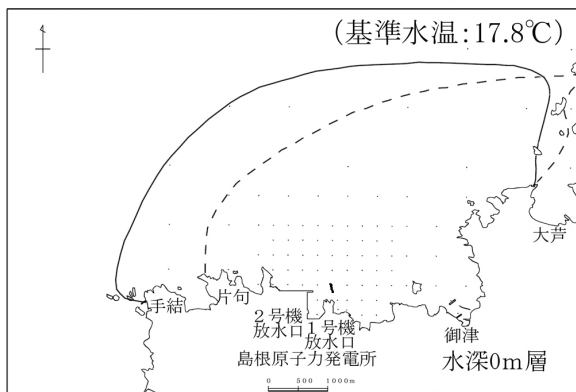 (基準水温:17.8℃)
大芦
手結
片句
2号機
放水口
1号機
放水口
御津
島根原子力発電所
水深0m層
0 500 1000m